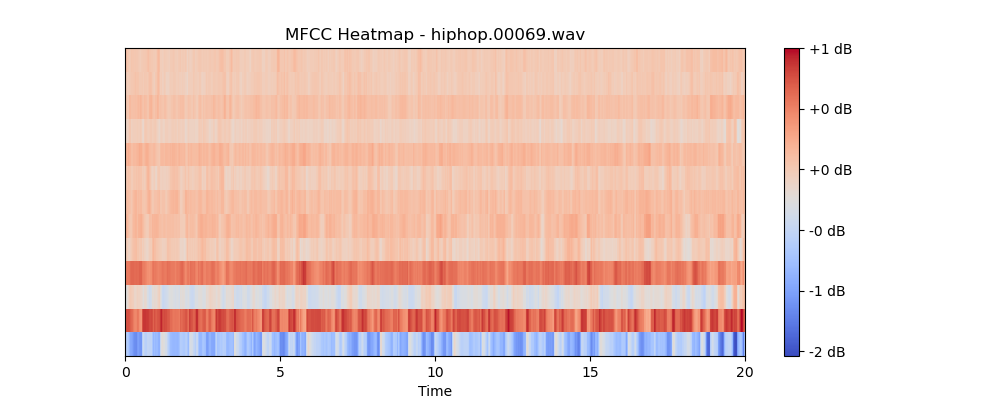 MFCC Heatmap - hiphop.00069.wav
+1 dB
+0 dB
+0 dB
-0 dB
-1 dB
-2 dB
0 5 10 15 20
Time